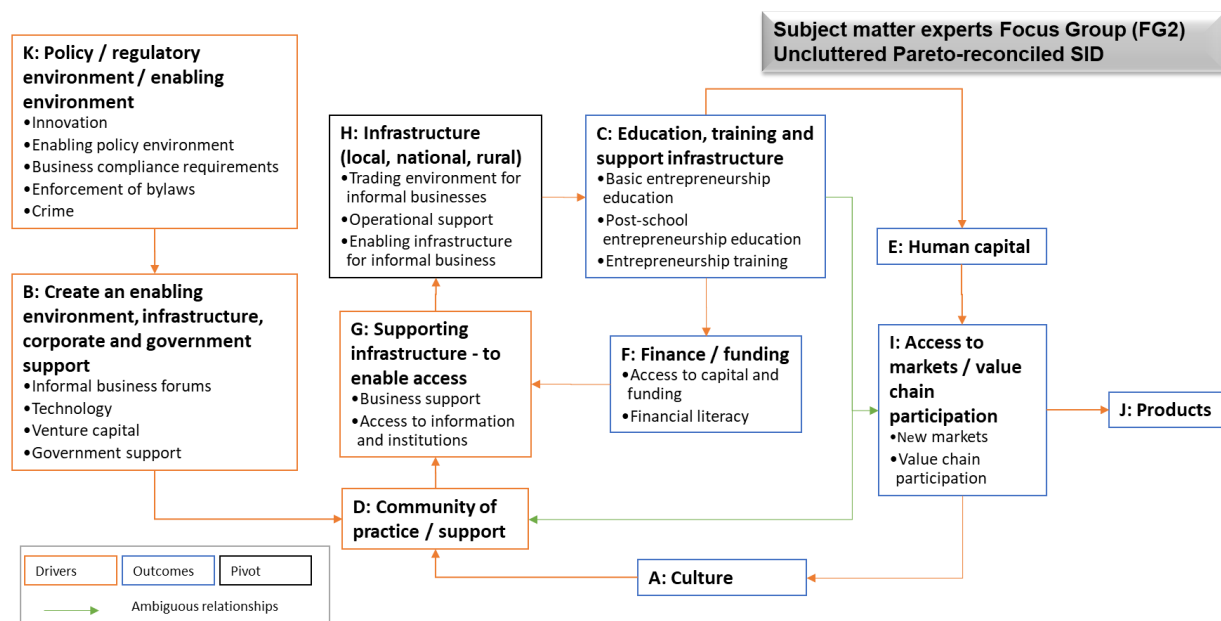 Subject matter experts Focus Group (FG2)
Uncluttered Pareto-reconciled SID
K: Policy / regulatory
environment / enabling
environment
•Innovation
•Enabling policy environment
•Business compliance requirements
•Enforcement of bylaws
•Crime
H: Infrastructure
(local, national, rural)
•Trading environment for
informal businesses
•Operational support
•Enabling infrastructure
for informal business
C: Education, training and
support infrastructure
•Basic entrepreneurship
education
•Post-school
entrepreneurship education
•Entrepreneurship training
E: Human capital
B: Create an enabling
environment, infrastructure,
corporate and government
support
•Informal business forums
•Technology
•Venture capital
•Government support
G: Supporting
infrastructure - to
enable access
•Business support
•Access to information
and institutions
F: Finance / funding
•Access to capital and
funding
•Financial literacy
I: Access to
markets / value
chain
participation
•New markets
•Value chain
participation
J: Products
D: Community of
practice / support
A: Culture
Drivers
Outcomes
Pivot
Ambiguous relationships